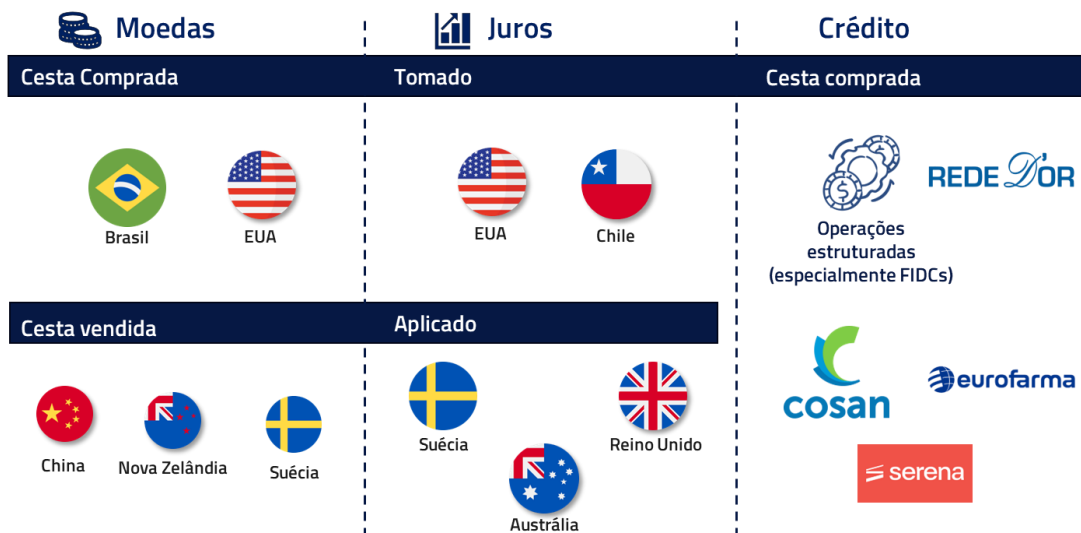 Moedas
Juros
Crédito
Cesta Comprada
Tomado
Cesta comprada
Brasil
EUA
EUA
Chile
Operações
estruturadas
(especialmente FIDCs)
REDE D'OR
Cesta vendida
Aplicado
China
Nova Zelândia
Suécia
Suécia
Reino Unido
Austrália
cosan
eurofarma
serena